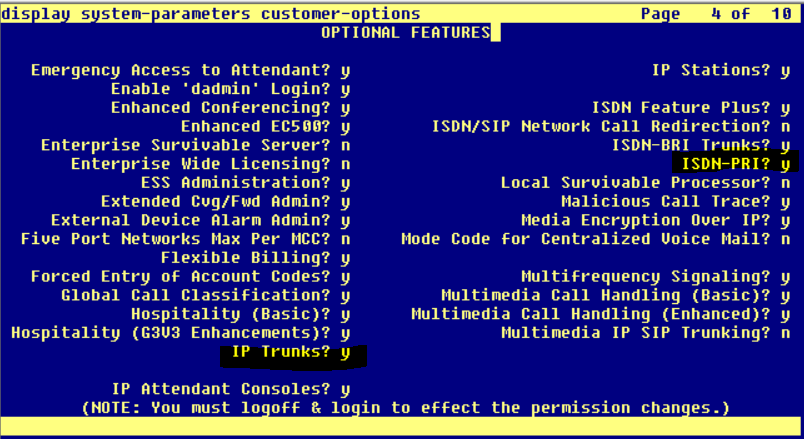 display system-parameters customer-options Page 4 of 10
OPTIONAL FEATURES
Emergency Access to Attendant? y IP Stations? y
Enable 'dadmin' Login? y
Enhanced Conferencing? y ISDN Feature Plus? y
Enhanced EC500? y ISDN/SIP Network Call Redirection? n
Enterprise Survivable Server? n ISDN-BRI Trunks? y
Enterprise Wide Licensing? n ISDN-PRI? y
ESS Administration? y Local Survivable Processor? n
Extended Cvg/Fwd Admin? y Malicious Call Trace? y
External Device Alarm Admin? y Media Encryption Over IP? y
Five Port Networks Max Per MCC? n Mode Code for Centralized Voice Mail? n
Flexible Billing? y
Forced Entry of Account Codes? y Multifrequency Signaling? y
Global Call Classification? y Multimedia Call Handling (Basic)? y
Hospitality (Basic)? y Multimedia Call Handling (Enhanced)? y
Hospitality (G3V3 Enhancements)? y Multimedia IP SIP Trunking? n
IP Trunks? y
IP Attendant Consoles? y
(NOTE: You must logoff & login to effect the permission changes.)